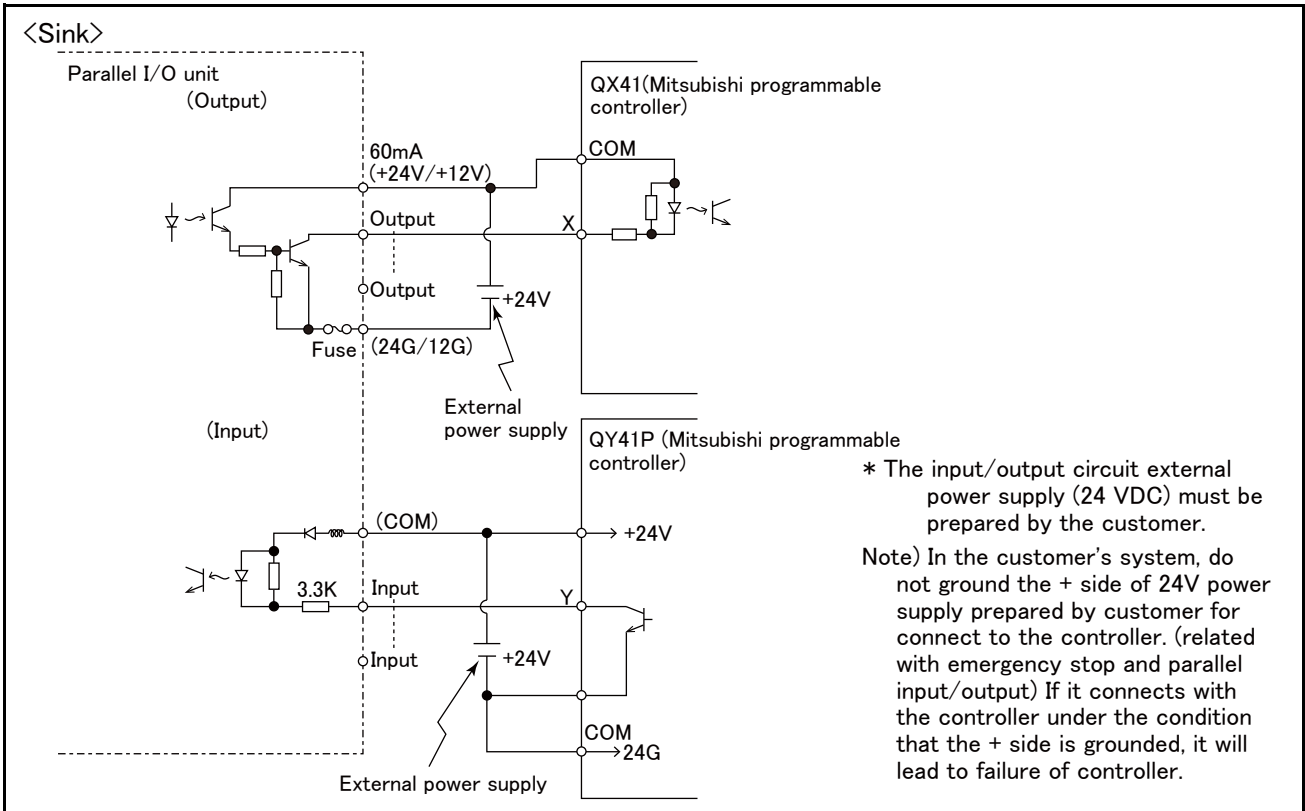 <Sink>
Parallel I/O unit
(Output)
QX41(Mitsubishi programmable
controller)
60mA
(+24V/+12V)
COM
Output
X
Output
+24V
Fuse
(24G/12G)
External
power supply
(Input)
QY41P (Mitsubishi programmable
controller)
(COM)
+24V
3.3K
Input
Y
Input
+24V
COM
24G
External power supply
* The input/output circuit external
power supply (24 VDC) must be
prepared by the customer.
Note) In the customer's system, do
not ground the + side of 24V power
supply prepared by customer for
connect to the controller. (related
with emergency stop and parallel
input/output) If it connects with
the controller under the condition
that the + side is grounded, it will
lead to failure of controller.